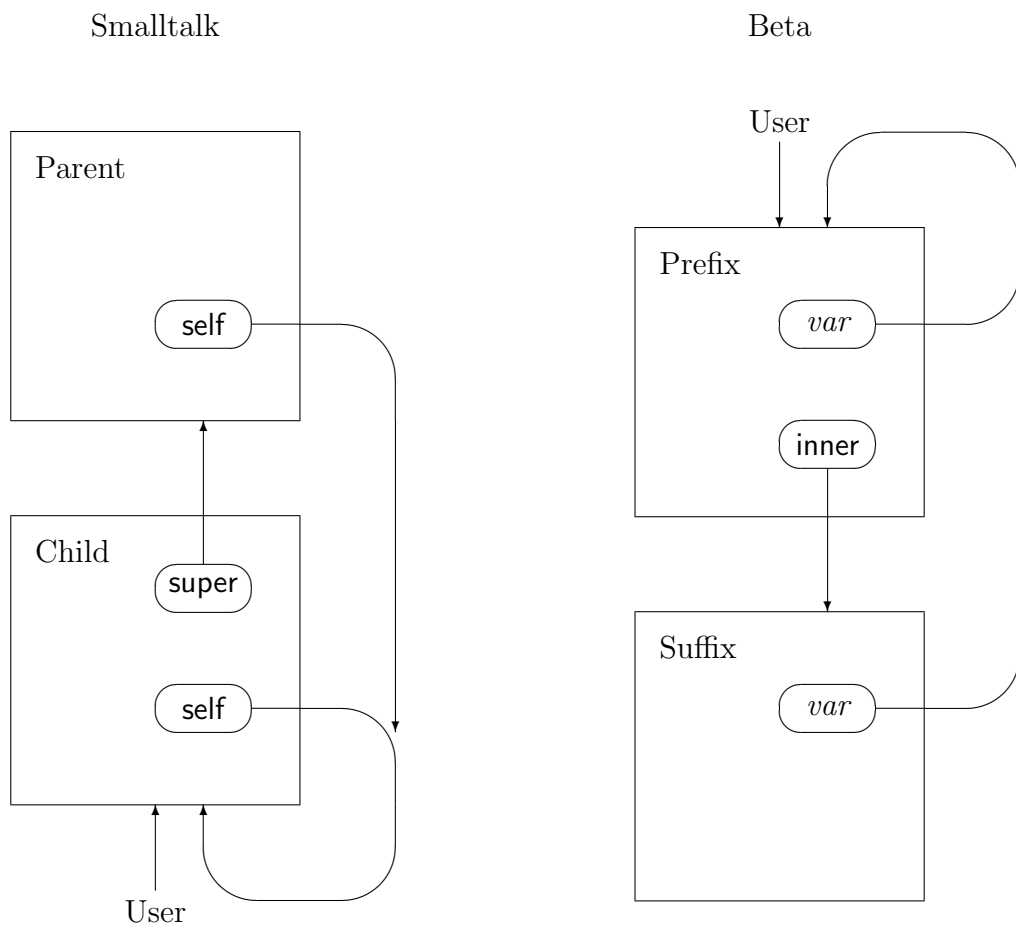 Smalltalk
Parent
self
Child
super
self
User
Beta
User
Prefix
var
inner
Suffix
var